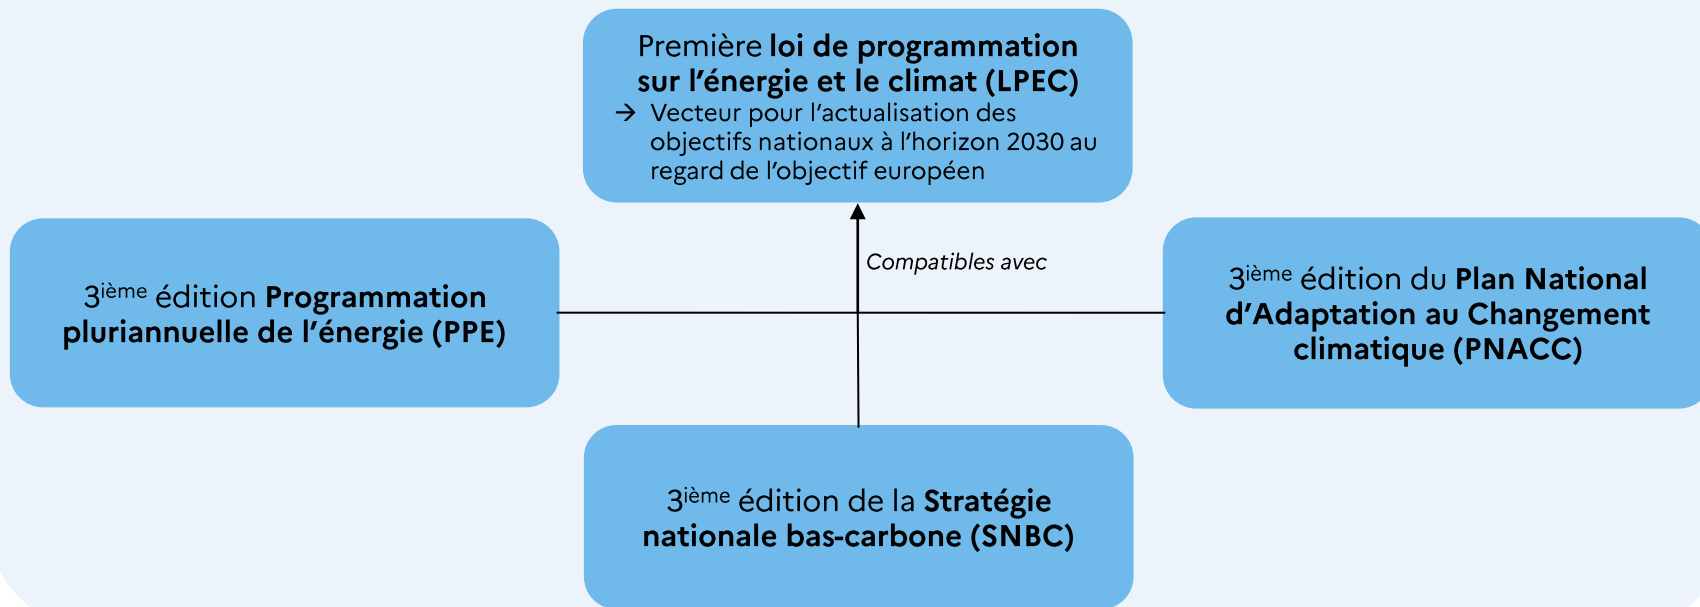 Première loi de programmation
sur l’énergie et le climat (LPEC)
→ Vecteur pour l’actualisation des
objectifs nationaux à l’horizon 2030 au
regard de l’objectif européen
Compatibles avec
3ième édition Programmation
pluriannuelle de l’énergie (PPE)
3ième édition du Plan National
d’Adaptation au Changement
climatique (PNACC)
3ième édition de la Stratégie
nationale bas-carbone (SNBC)